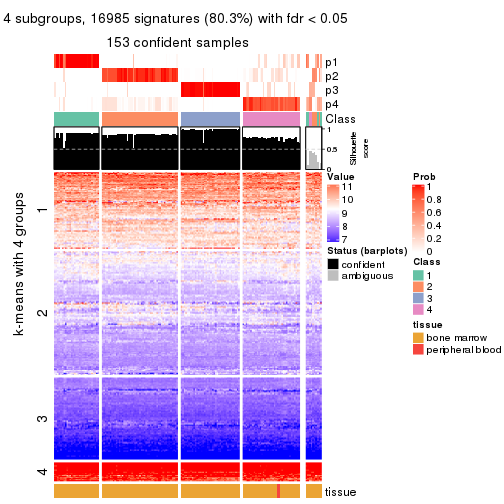 4 subgroups, 16985 signatures (80.3%) with fdr < 0.05
153 confident samples
p1
p2
p3
p4
Class
1
0.5
0
Silhouette
score
k-means with 4 groups
1
2
3
4
tissue
Value
11
10
9
8
7
Status (barplots)
confident
ambiguous
Prob
1
0.8
0.6
0.4
0.2
0
Class
1
2
3
4
tissue
bone marrow
peripheral blood